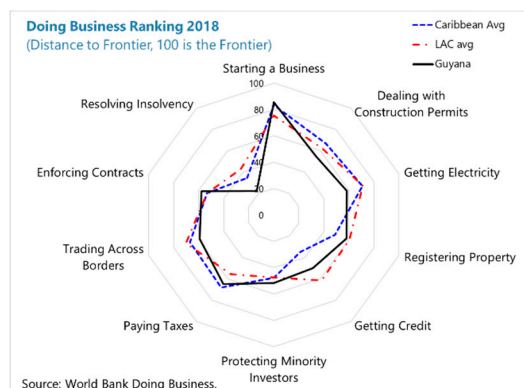 Doing Business Ranking 2018
(Distance to Frontier, 100 is the Frontier)
Caribbean Avg
LAC avg
Guyana
Starting a Business
100
80
60
40
20
0
Dealing with
Construction Permits
Getting Electricity
Registering Property
Getting Credit
Protecting Minority
Investors
Paying Taxes
Trading Across
Borders
Enforcing Contracts
Resolving Insolvency
Source: World Bank Doing Business.